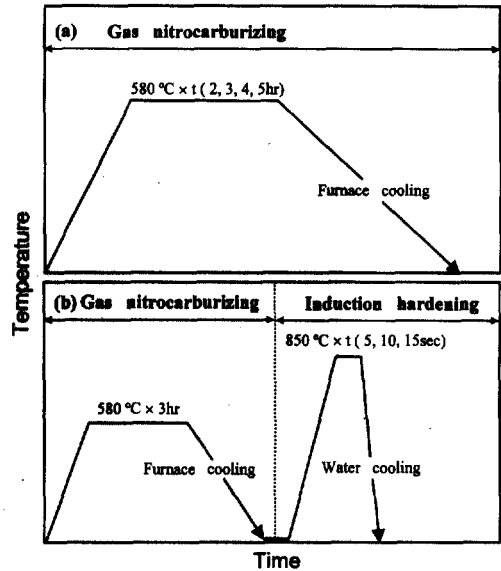 (a) Gas nitrocarburizing
580 °C × t ( 2, 3, 4, 5hr)
Furnace cooling
Temperature
(b) Gas nitrocarburizing
Induction hardening
850 °C × t ( 5, 10, 15sec)
580 °C × 3hr
Furnace cooling
Water cooling
Time